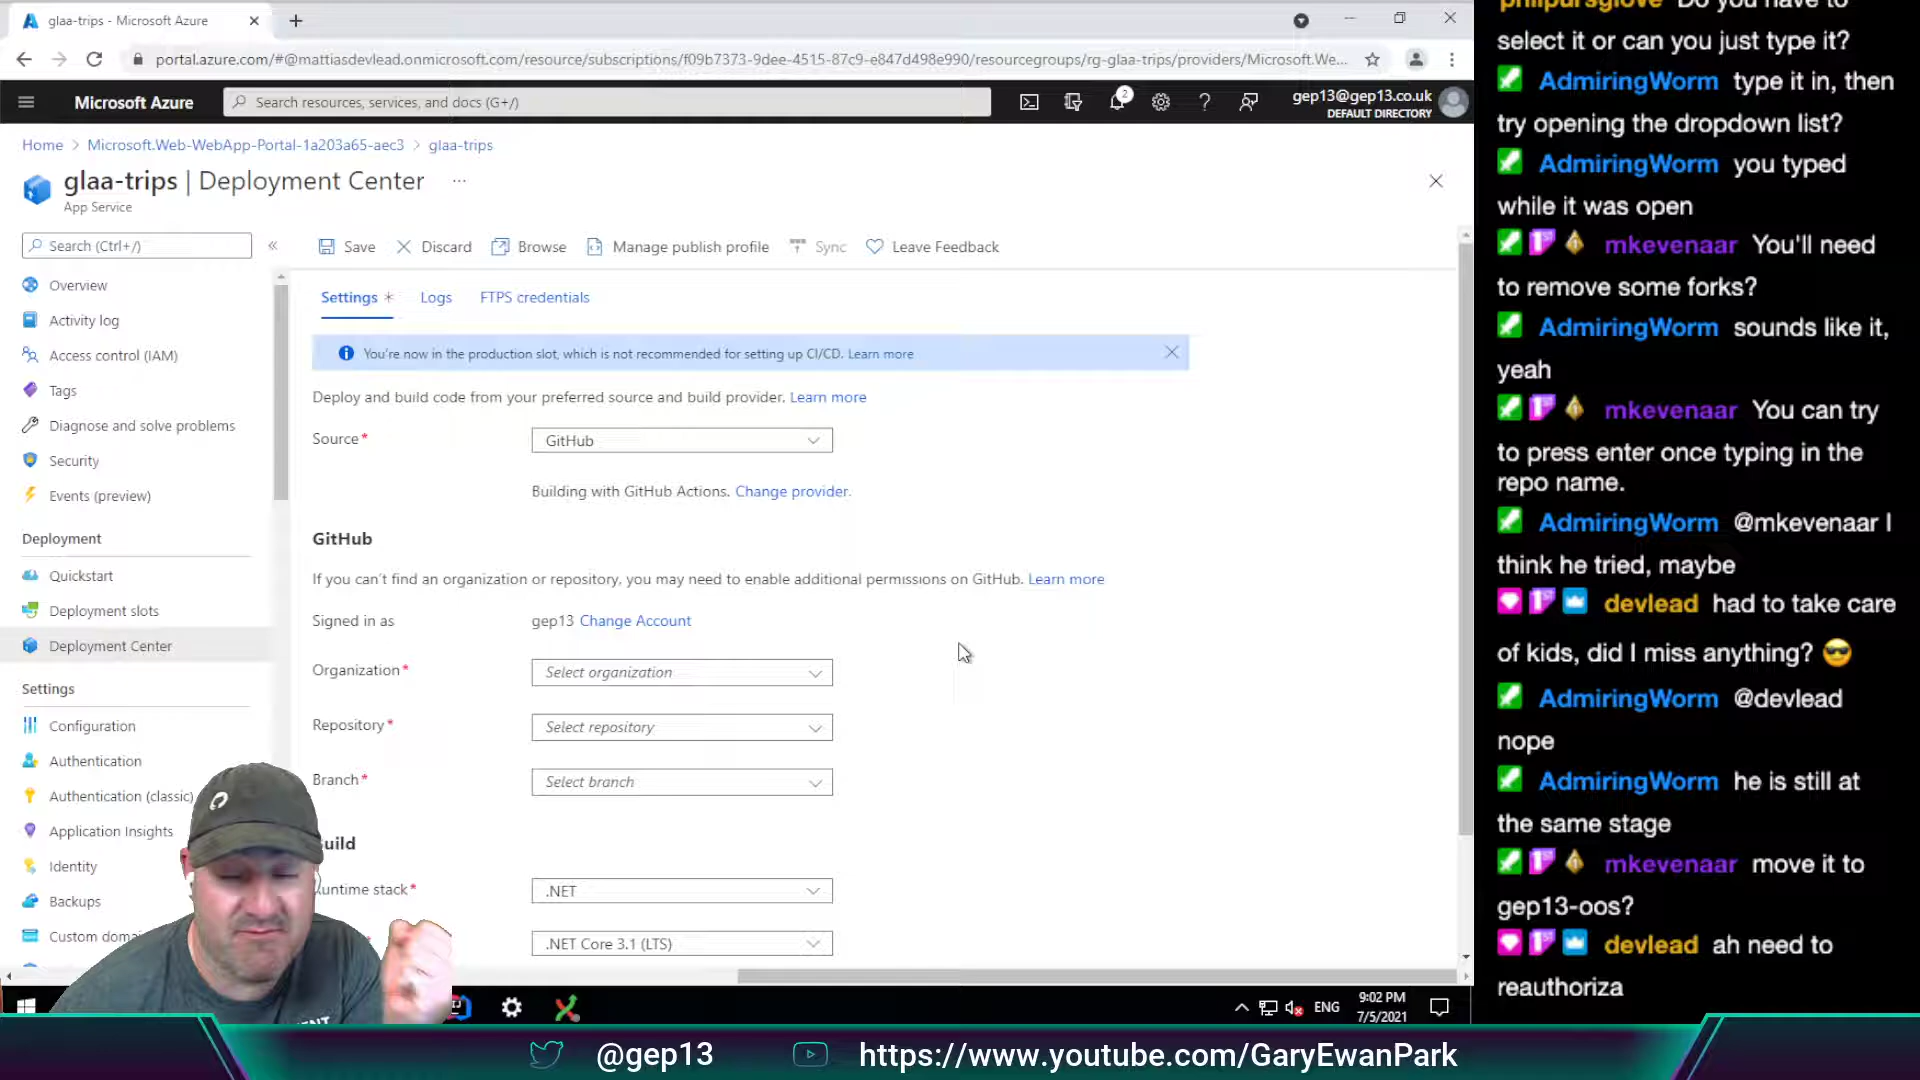 glaa-trips - Microsoft Azure
portal.azure.com/#@mattiasdevlead.onmicrosoft.com/resource/subscriptions/f09b7373-9dee-4515-87c9-e847d498e990/resourcegroups/rg-glaa-trips/providers/Microsoft.We...
Microsoft Azure
Search resources, services, and docs (G+/)
2
gep13@gep13.co.uk
DEFAULT DIRECTORY
Home > Microsoft.Web-WebApp-Portal-1a203a65-aec3 > glaa-trips
glaa-trips | Deployment Center ...
App Service
Search (Ctrl+/)
Overview
Activity log
Access control (IAM)
Tags
Diagnose and solve problems
Security
Events (preview)
Deployment
Quickstart
Deployment slots
Deployment Center
Settings
Configuration
Authentication
Authentication (classic)
Application Insights
Identity
Backups
Custom doma
Save Discard Browse Manage publish profile Sync Leave Feedback
Settings * Logs FTPS credentials
You're now in the production slot, which is not recommended for setting up CI/CD. Learn more
Deploy and build code from your preferred source and build provider. Learn more
Source* GitHub
Building with GitHub Actions. Change provider.
GitHub
If you can't find an organization or repository, you may need to enable additional permissions on GitHub. Learn more
Signed in as gep13 Change Account
Organization* Select organization
Repository* Select repository
Branch* Select branch
uild
untime stack* .NET
.NET Core 3.1 (LTS)
ENG
9:02 PM
7/5/2021
@gep13
https://www.youtube.com/GaryEwanPark
philpursglove Do you have to
select it or can you just type it?
AdmiringWorm type it in, then
try opening the dropdown list?
AdmiringWorm you typed
while it was open
mkevenaar You'll need
to remove some forks?
AdmiringWorm sounds like it,
yeah
mkevenaar You can try
to press enter once typing in the
repo name.
AdmiringWorm @mkevenaar I
think he tried, maybe
devlead had to take care
of kids, did I miss anything? 😎
AdmiringWorm @devlead
nope
AdmiringWorm he is still at
the same stage
mkevenaar move it to
gep13-oos?
devlead ah need to
reauthoriza